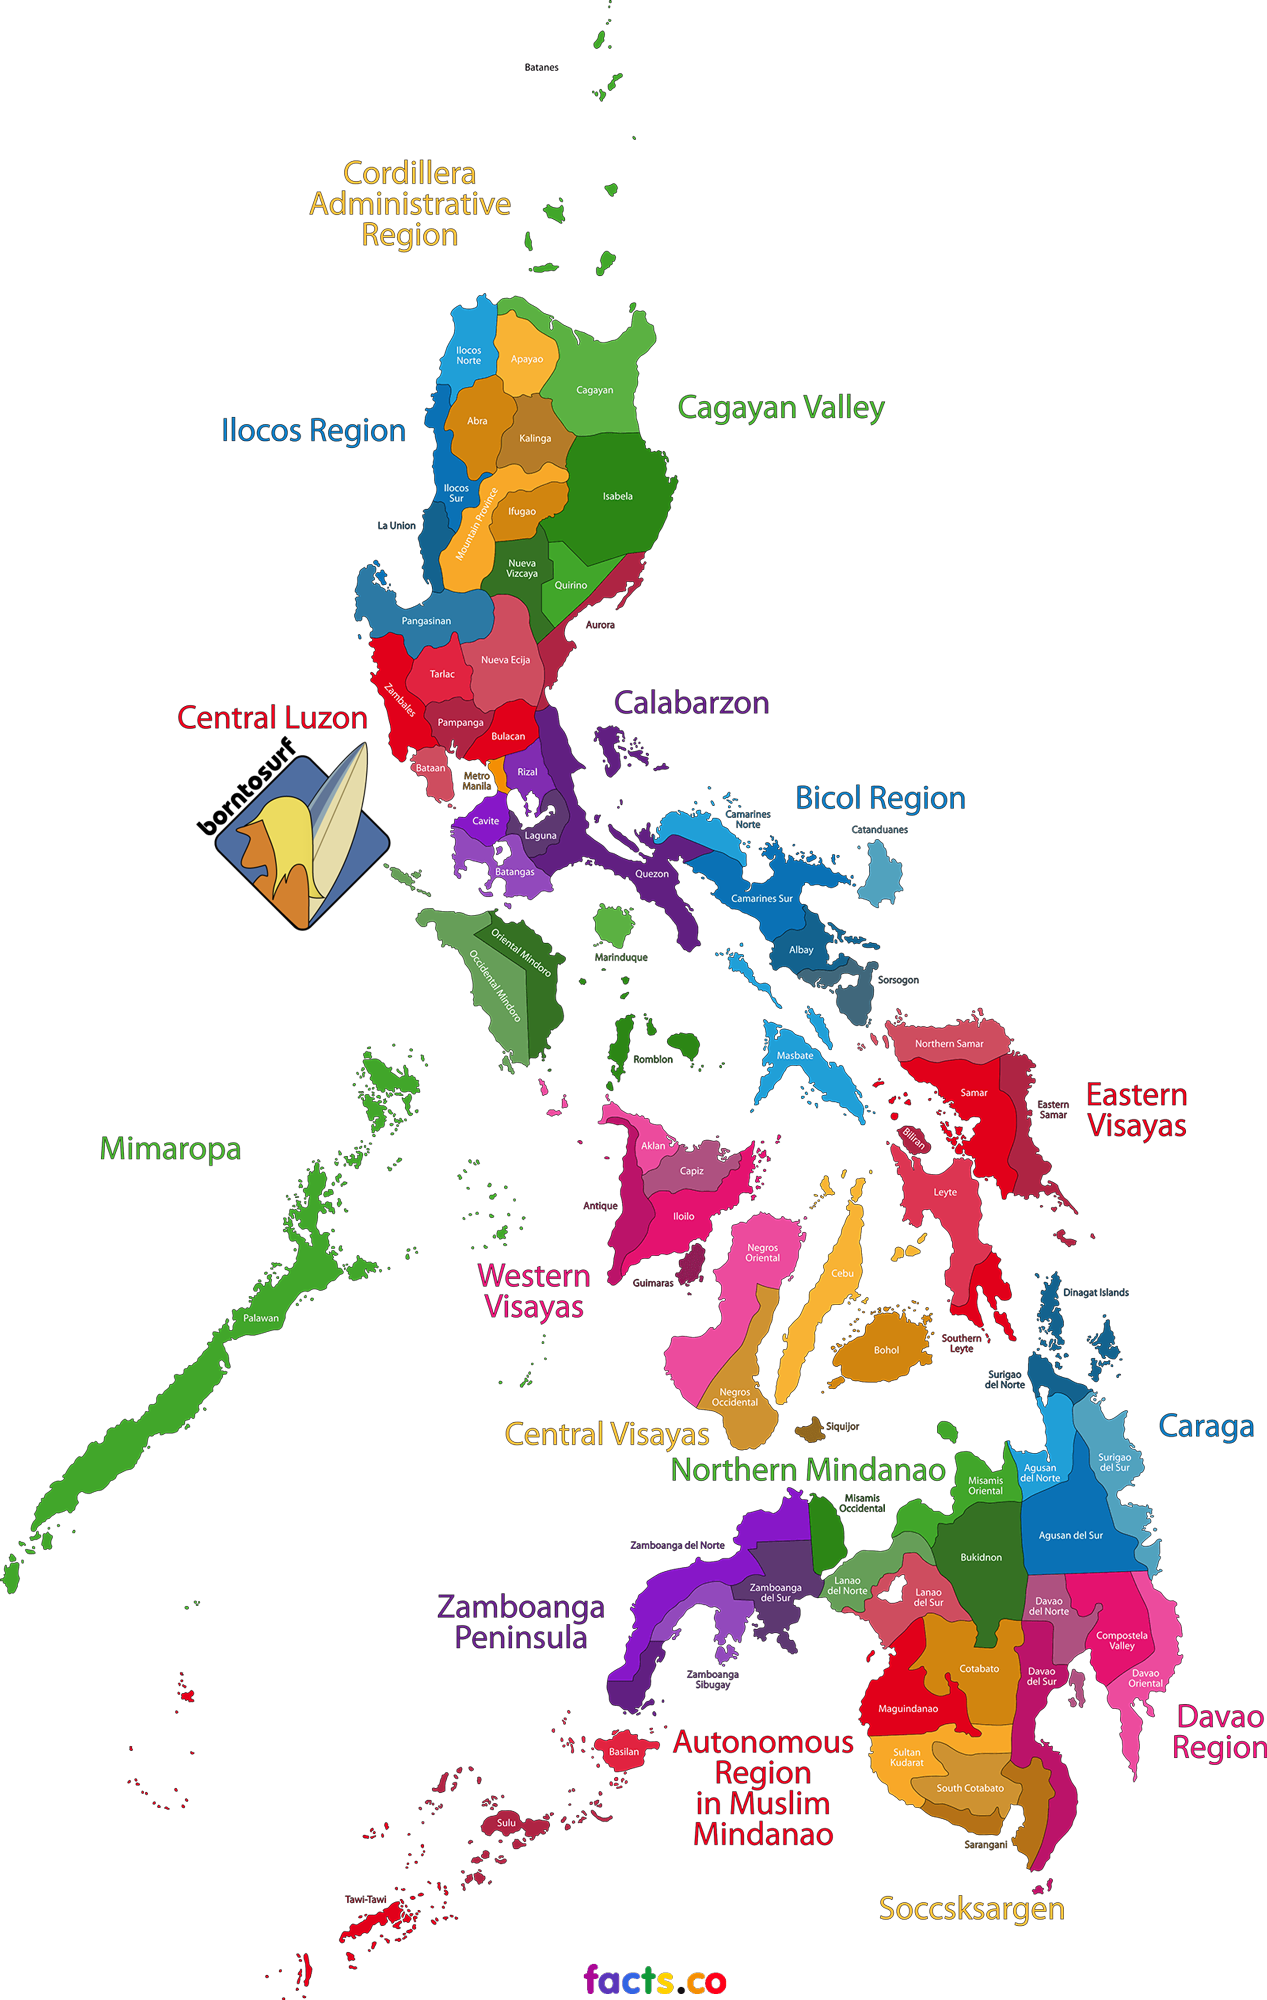 Batanes
Cordillera
Administrative
Region
Ilocos
Norte
Apayao
Cagayan
Cagayan Valley
Abra
Ilocos Region
Kalinga
Ilocos
Sur
Isabela
Mountain Province
Ifugao
La Union
Nueva
Vizcaya
Quirino
Pangasinan
Aurora
Nueva Ecija
Tarlac
Zambales
Calabarzon
Central Luzon
Pampanga
Bulacan
borntosurf
Bataan
Metro
Manila
Rizal
Bicol Region
Cavite
Laguna
Camarines
Norte
Catanduanes
Batangas
Quezon
Camarines Sur
Oriental Mindoro
Occidental Mindoro
Marinduque
Albay
Sorsogon
Romblon
Masbate
Northern Samar
Samar
Eastern
Samar
Eastern
Visayas
Mimaropa
Aklan
Biliran
Capiz
Antique
Iloilo
Leyte
Guimaras
Negros
Oriental
Cebu
Western
Visayas
Dinagat Islands
Palawan
Bohol
Southern
Leyte
Surigao
del Norte
Negros
Occidental
Central Visayas
Siquijor
Caraga
Northern Mindanao
Misamis
Occidental
Misamis
Oriental
Agusan
del Norte
Surigao
del Sur
Zamboanga del Norte
Agusan del Sur
Bukidnon
Zamboanga
del Sur
Lanao
del Norte
Lanao
del Sur
Davao
del Norte
Zamboanga
Peninsula
Compostela
Valley
Zamboanga
Sibugay
Cotabato
Davao
del Sur
Davao
Oriental
Maguindanao
Davao
Region
Basilan
Autonomous
Region
in Muslim
Mindanao
Sultan
Kudarat
South Cotabato
Sulu
Sarangani
Tawi-Tawi
Soccsksargen
facts.co